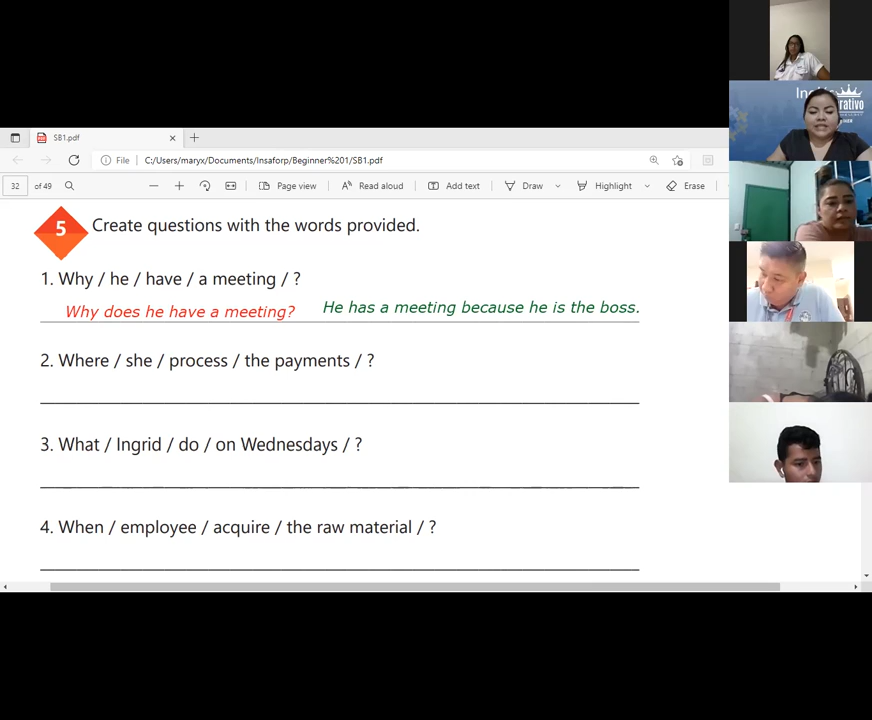 SB1.pdf
File C:/Users/maryx/Documents/Insaforp/Beginner%201/SB1.pdf
32 of 49 Page view Read aloud Add text Draw Highlight Erase
5 Create questions with the words provided.
1. Why / he / have / a meeting / ?
Why does he have a meeting? He has a meeting because he is the boss.
2. Where / she / process / the payments / ?
3. What / Ingrid / do / on Wednesdays / ?
4. When / employee / acquire / the raw material / ?